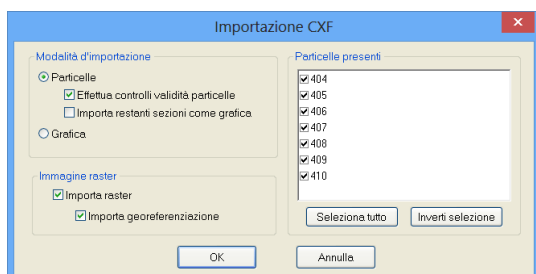 Importazione CXF
Modalità d'importazione
Particelle
Effettua controlli validità particelle
Importa restanti sezioni come grafica
Grafica
Immagine raster
Importa raster
Importa georeferenziazione
Particelle presenti
404
405
406
407
408
409
410
Seleziona tutto
Inverti selezione
OK
Annulla